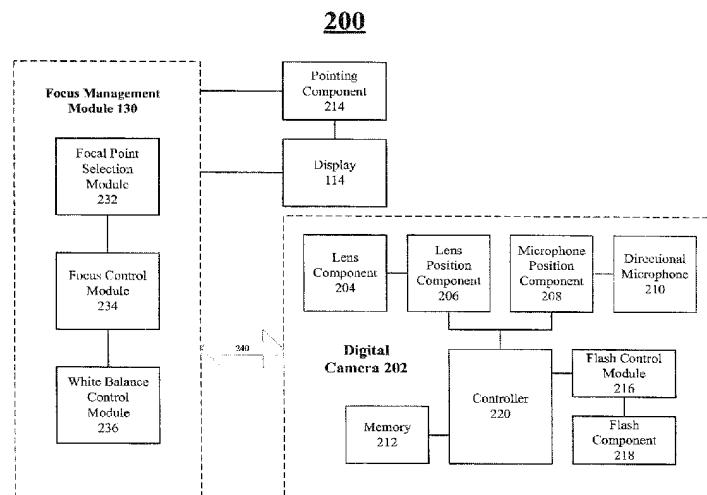 200
Focus Management
Module 130
Pointing
Component
214
Focal Point
Selection
Module
232
Display
114
Focus Control
Module
234
White Balance
Control
Module
236
240
Lens
Component
204
Lens
Position
Component
206
Microphone
Position
Component
208
Directional
Microphone
210
Digital
Camera 202
Controller
220
Flash Control
Module
216
Memory
212
Flash
Component
218